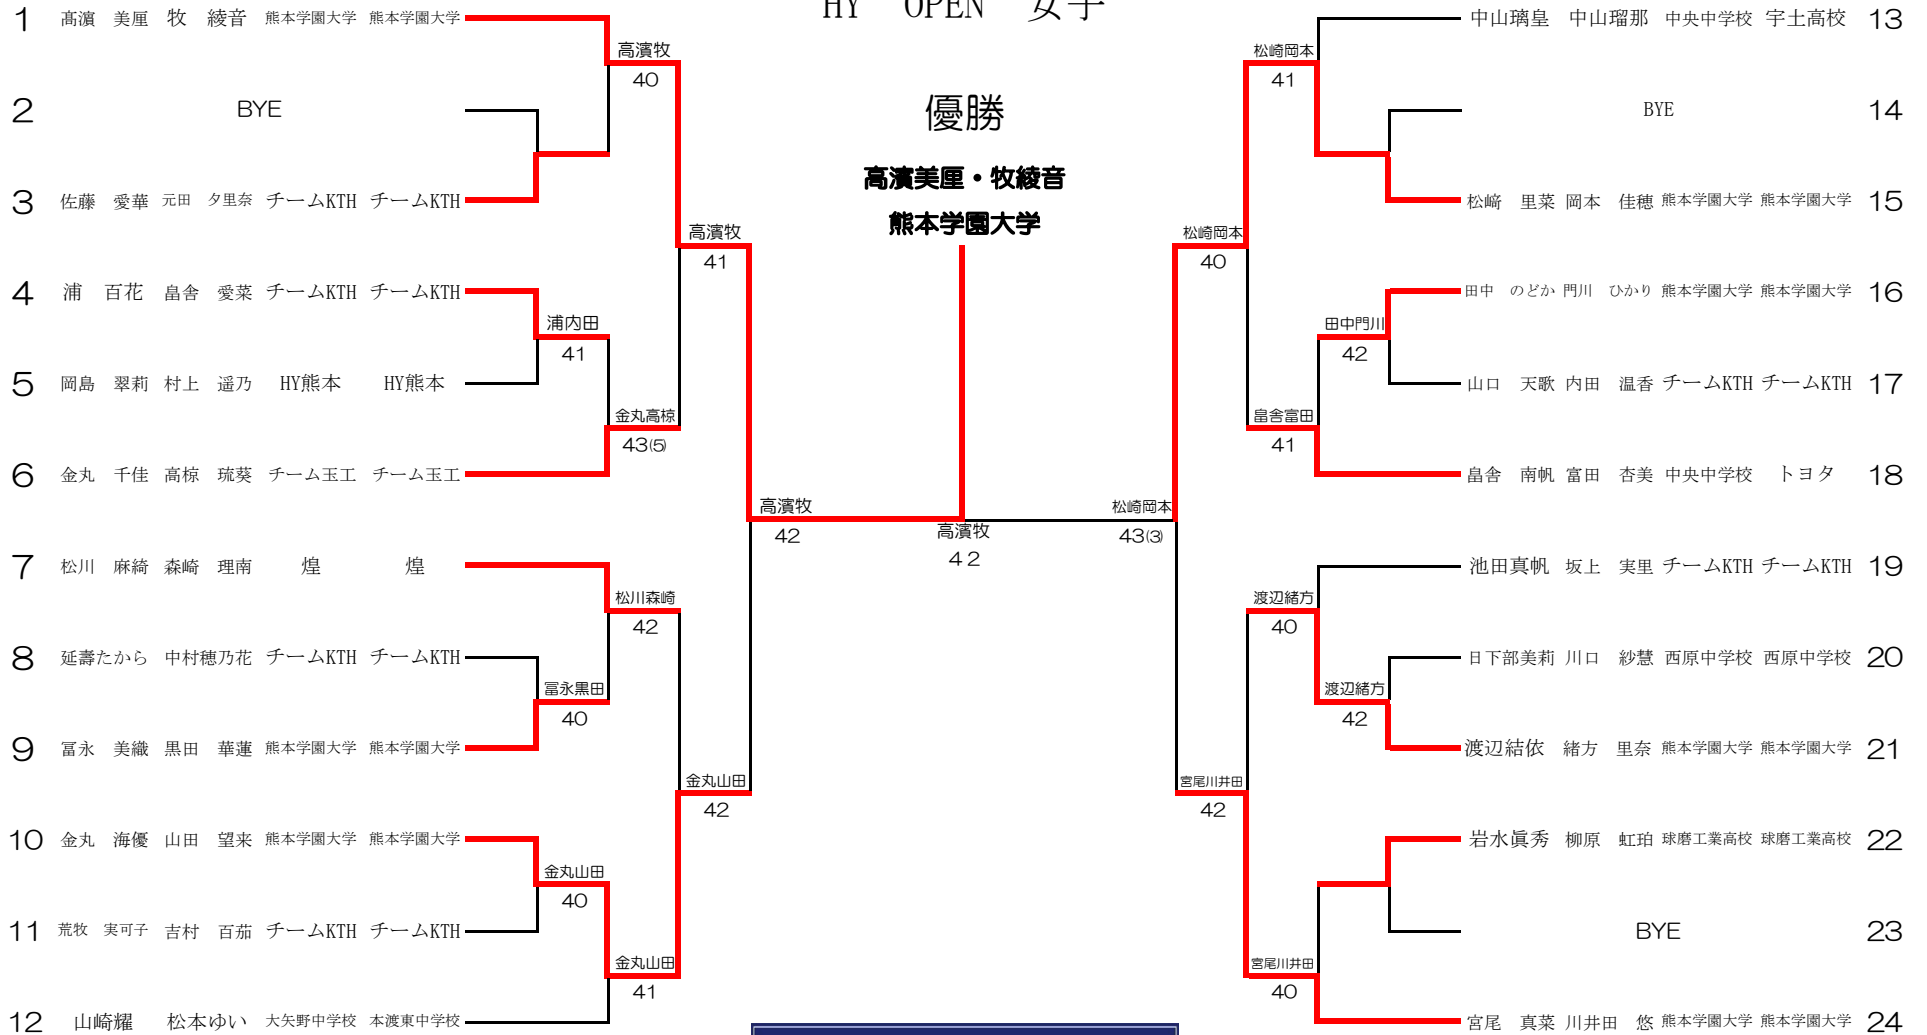 HY OPEN 女子
優勝
高濱美厘・牧綾音
熊本学園大学
1 髙濱 美厘 牧 綾音 熊本学園大学 熊本学園大学
高濱牧
40
2 BYE
3 佐藤 愛華 元田 夕里奈 チームKTH チームKTH
高濱牧
41
4 浦 百花 畠舎 愛菜 チームKTH チームKTH
浦内田
41
5 岡島 翠莉 村上 遥乃 HY熊本 HY熊本
金丸高椋
43(5)
6 金丸 千佳 高椋 琉葵 チーム玉工 チーム玉工
高濱牧
42
7 松川 麻綺 森崎 理南 煌 煌
松川森崎
42
8 延壽たから 中村穂乃花 チームKTH チームKTH
冨永黒田
40
9 冨永 美織 黒田 華蓮 熊本学園大学 熊本学園大学
金丸山田
42
10 金丸 海優 山田 望来 熊本学園大学 熊本学園大学
金丸山田
40
11 荒牧 実可子 吉村 百茄 チームKTH チームKTH
金丸山田
41
12 山崎耀 松本ゆい 大矢野中学校 本渡東中学校
高濱牧
42
中山璃皇 中山瑠那 中央中学校 宇土高校 13
松崎岡本
41
BYE 14
松﨑 里菜 岡本 佳穂 熊本学園大学 熊本学園大学 15
松崎岡本
40
田中 のどか 門川 ひかり 熊本学園大学 熊本学園大学 16
田中門川
42
山口 天歌 内田 温香 チームKTH チームKTH 17
畠舎富田
41
畠舎 南帆 富田 杏美 中央中学校 トヨタ 18
松崎岡本
43(3)
池田真帆 坂上 実里 チームKTH チームKTH 19
渡辺緒方
40
日下部美莉 川口 紗慧 西原中学校 西原中学校 20
渡辺緒方
42
渡辺結依 緒方 里奈 熊本学園大学 熊本学園大学 21
宮尾川井田
42
岩水眞秀 柳原 虹珀 球磨工業高校 球磨工業高校 22
BYE 23
宮尾川井田
40
宮尾 真菜 川井田 悠 熊本学園大学 熊本学園大学 24